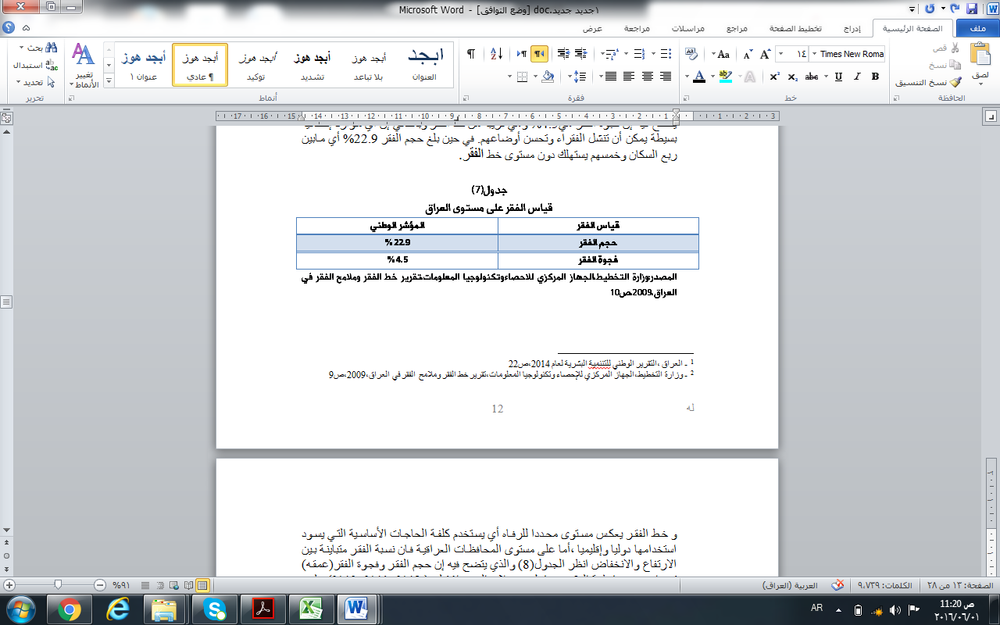 ١جديد جديد.doc [وضع التوافق] - Microsoft Word
ملف الصفحة الرئيسية إدراج تخطيط الصفحة مراجع مراسلات مراجعة عرض
لصق قص نسخ نسخ التنسيق
الحافظة
Times New Roma ١٤
خط
فقرة
أبجد هوز العنوان
أبجد هوز بلا تباعد
أبجد هوز تشديد
أبجد هوز توكيد
أبجد هوز ¶ عادي
أبجد هوز عنوان ١
أنماط
تغيير الأنماط
بحث
استبدال
تحديد
تحرير
بسيطة يمكن أن تنتشل الفقراء وتحسن أوضاعهم. في حين بلغ حجم الفقر 22.9% أي مابين
ربع السكان وخمسهم يستهلك دون مستوى خط الفقر.
جدول(7)
قياس الفقر على مستوى العراق
قياس الفقر المؤشر الوطني
حجم الفقر 22.9 %
فجوة الفقر 4.5 %
المصدر:وزارة التخطيط،الجهاز المركزي للاحصاءوتكنولوجيا المعلومات،تقرير خط الفقر وملامح الفقر في
العراق،2009،ص10
1 ـ العراق ،التقرير الوطني للتتنمية البشرية لعام 2014،ص22
2 ـ وزارة التخطيط،الجهاز المركزي للإحصاء وتكنولوجيا المعلومات،تقرير خط الفقر وملامح الفقر في العراق،2009،ص9
له 12
و خط الفقر يعكس مستوى محددا للرفاه أي يستخدم كلفة الحاجات الأساسية التي يسود
استخدامها دوليا وإقليميا ،أما على مستوى المحافظات العراقية فان نسبة الفقر متباينة بين
الارتفاع والانخفاض انظر الجدول(8) والذي يتضح فيه إن حجم الفقر وفجوة الفقر(عمقه)
الصفحة: ١٣ من ٢٨ الكلمات: ٩،٧٣٩ العربية (العراق) ٩١%
AR
11:20 ص
٢٠١٦/٠٦/٠١